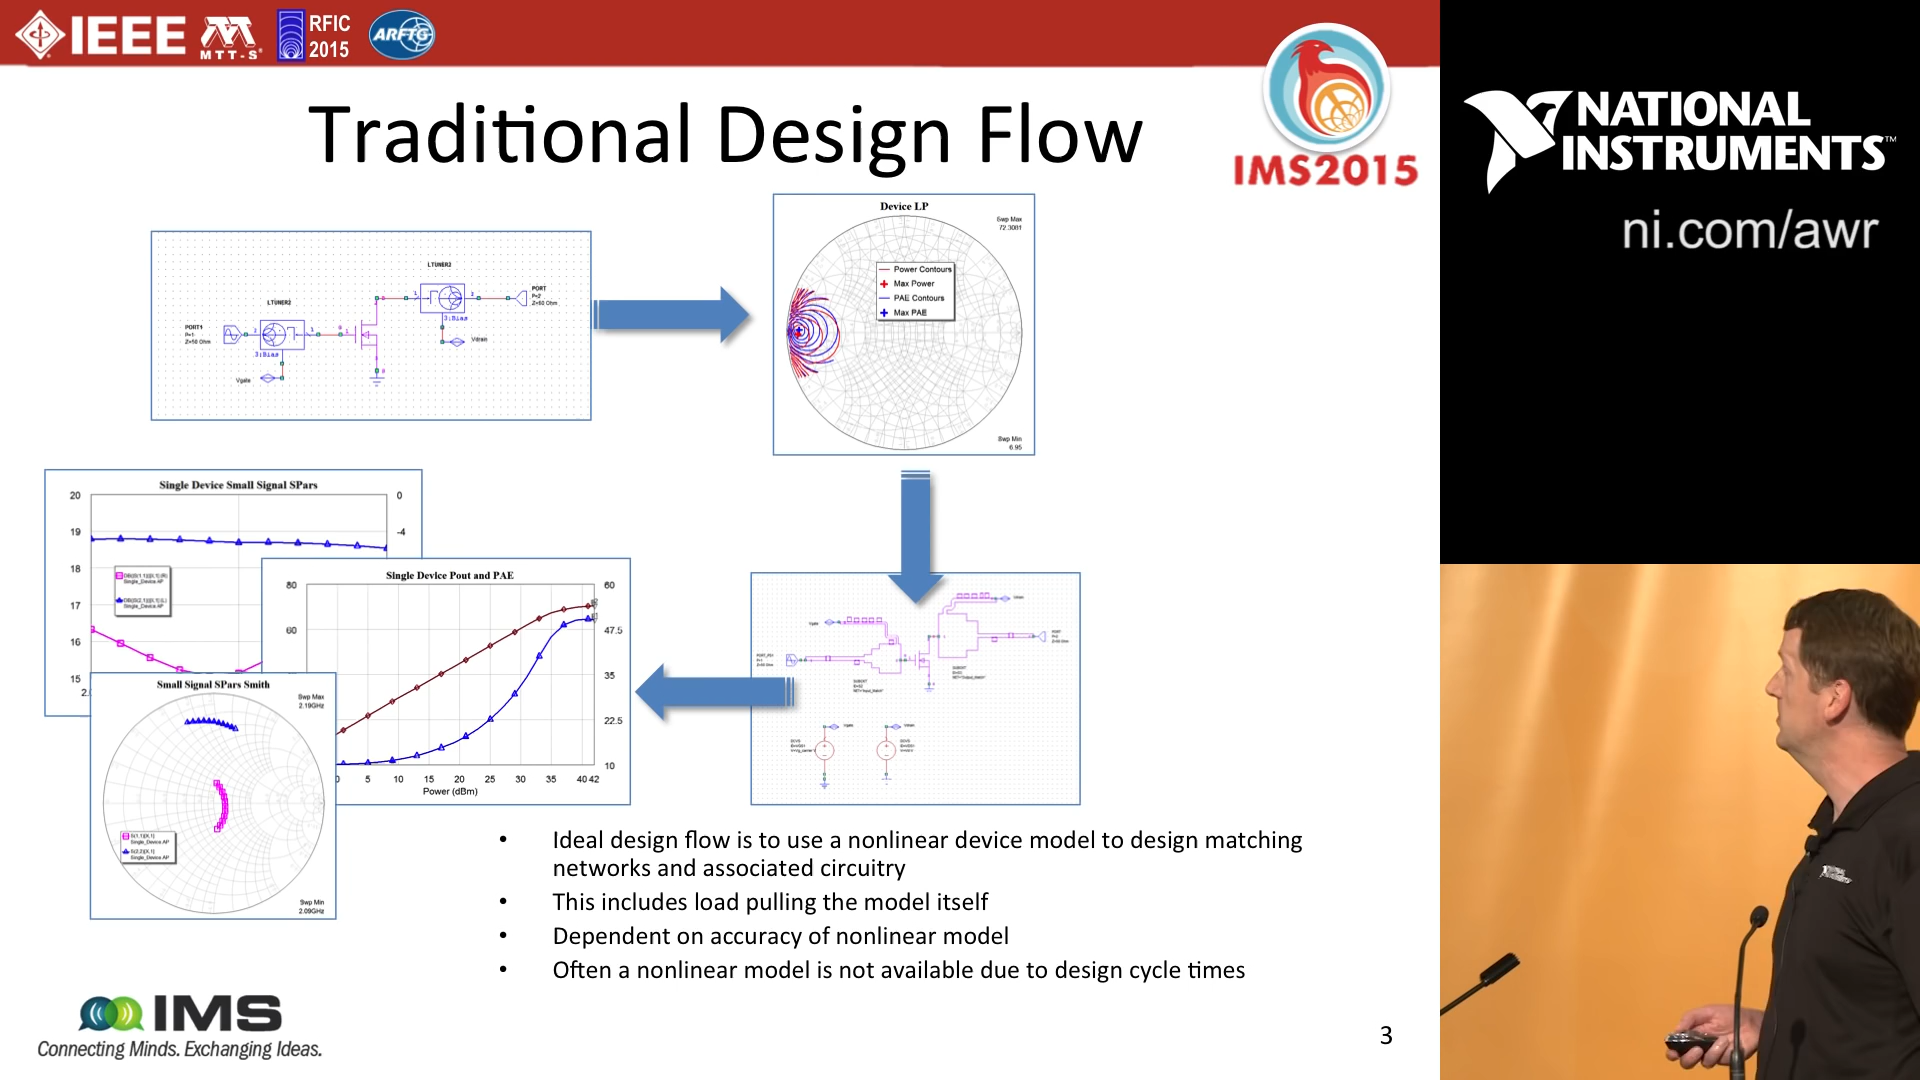 IEEE MTT-S RFIC 2015 ARFTG
IMS2015
NATIONAL INSTRUMENTS™
ni.com/awr
Traditional Design Flow
LTUNER2
LTUNER2
PORT1
P=1
Z=50 Ohm
3:Bias
Vgate
PORT
P=2
Z=50 Ohm
3:Bias
Vdrain
Device LP
Swp Max
72.3081
Power Contours
Max Power
PAE Contours
Max PAE
Swp Min
6.95
Single Device Small Signal SPars
20
19
18
17
16
15
0
-4
Single Device Pout and PAE
80
60
60
47.5
35
22.5
10
0 5 10 15 20 25 30 35 40 42
Power (dBm)
Small Signal SPars Smith
Swp Max
2.19GHz
Swp Min
2.09GHz
• Ideal design flow is to use a nonlinear device model to design matching
networks and associated circuitry
• This includes load pulling the model itself
• Dependent on accuracy of nonlinear model
• Often a nonlinear model is not available due to design cycle times
IMS
Connecting Minds. Exchanging Ideas.
3